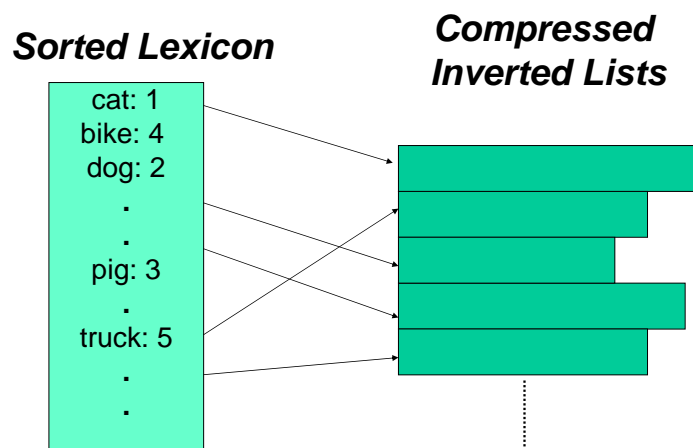 Sorted Lexicon
cat: 1
bike: 4
dog: 2
.
.
pig: 3
.
truck: 5
.
.
Compressed
Inverted Lists